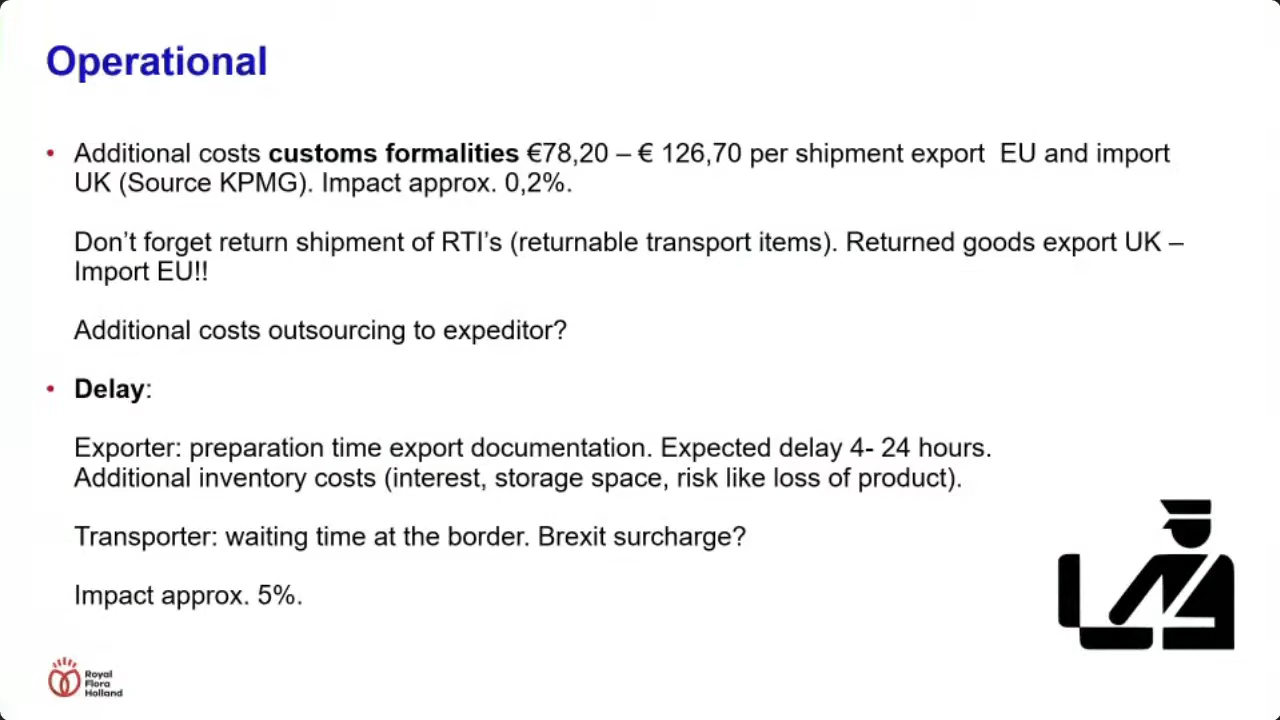 Operational
• Additional costs customs formalities €78,20 – € 126,70 per shipment export  EU and import
UK (Source KPMG). Impact approx. 0,2%.
Don’t forget return shipment of RTI’s (returnable transport items). Returned goods export UK –
Import EU!!
Additional costs outsourcing to expeditor?
• Delay:
Exporter: preparation time export documentation. Expected delay 4- 24 hours.
Additional inventory costs (interest, storage space, risk like loss of product).
Transporter: waiting time at the border. Brexit surcharge?
Impact approx. 5%.
Royal
Flora
Holland